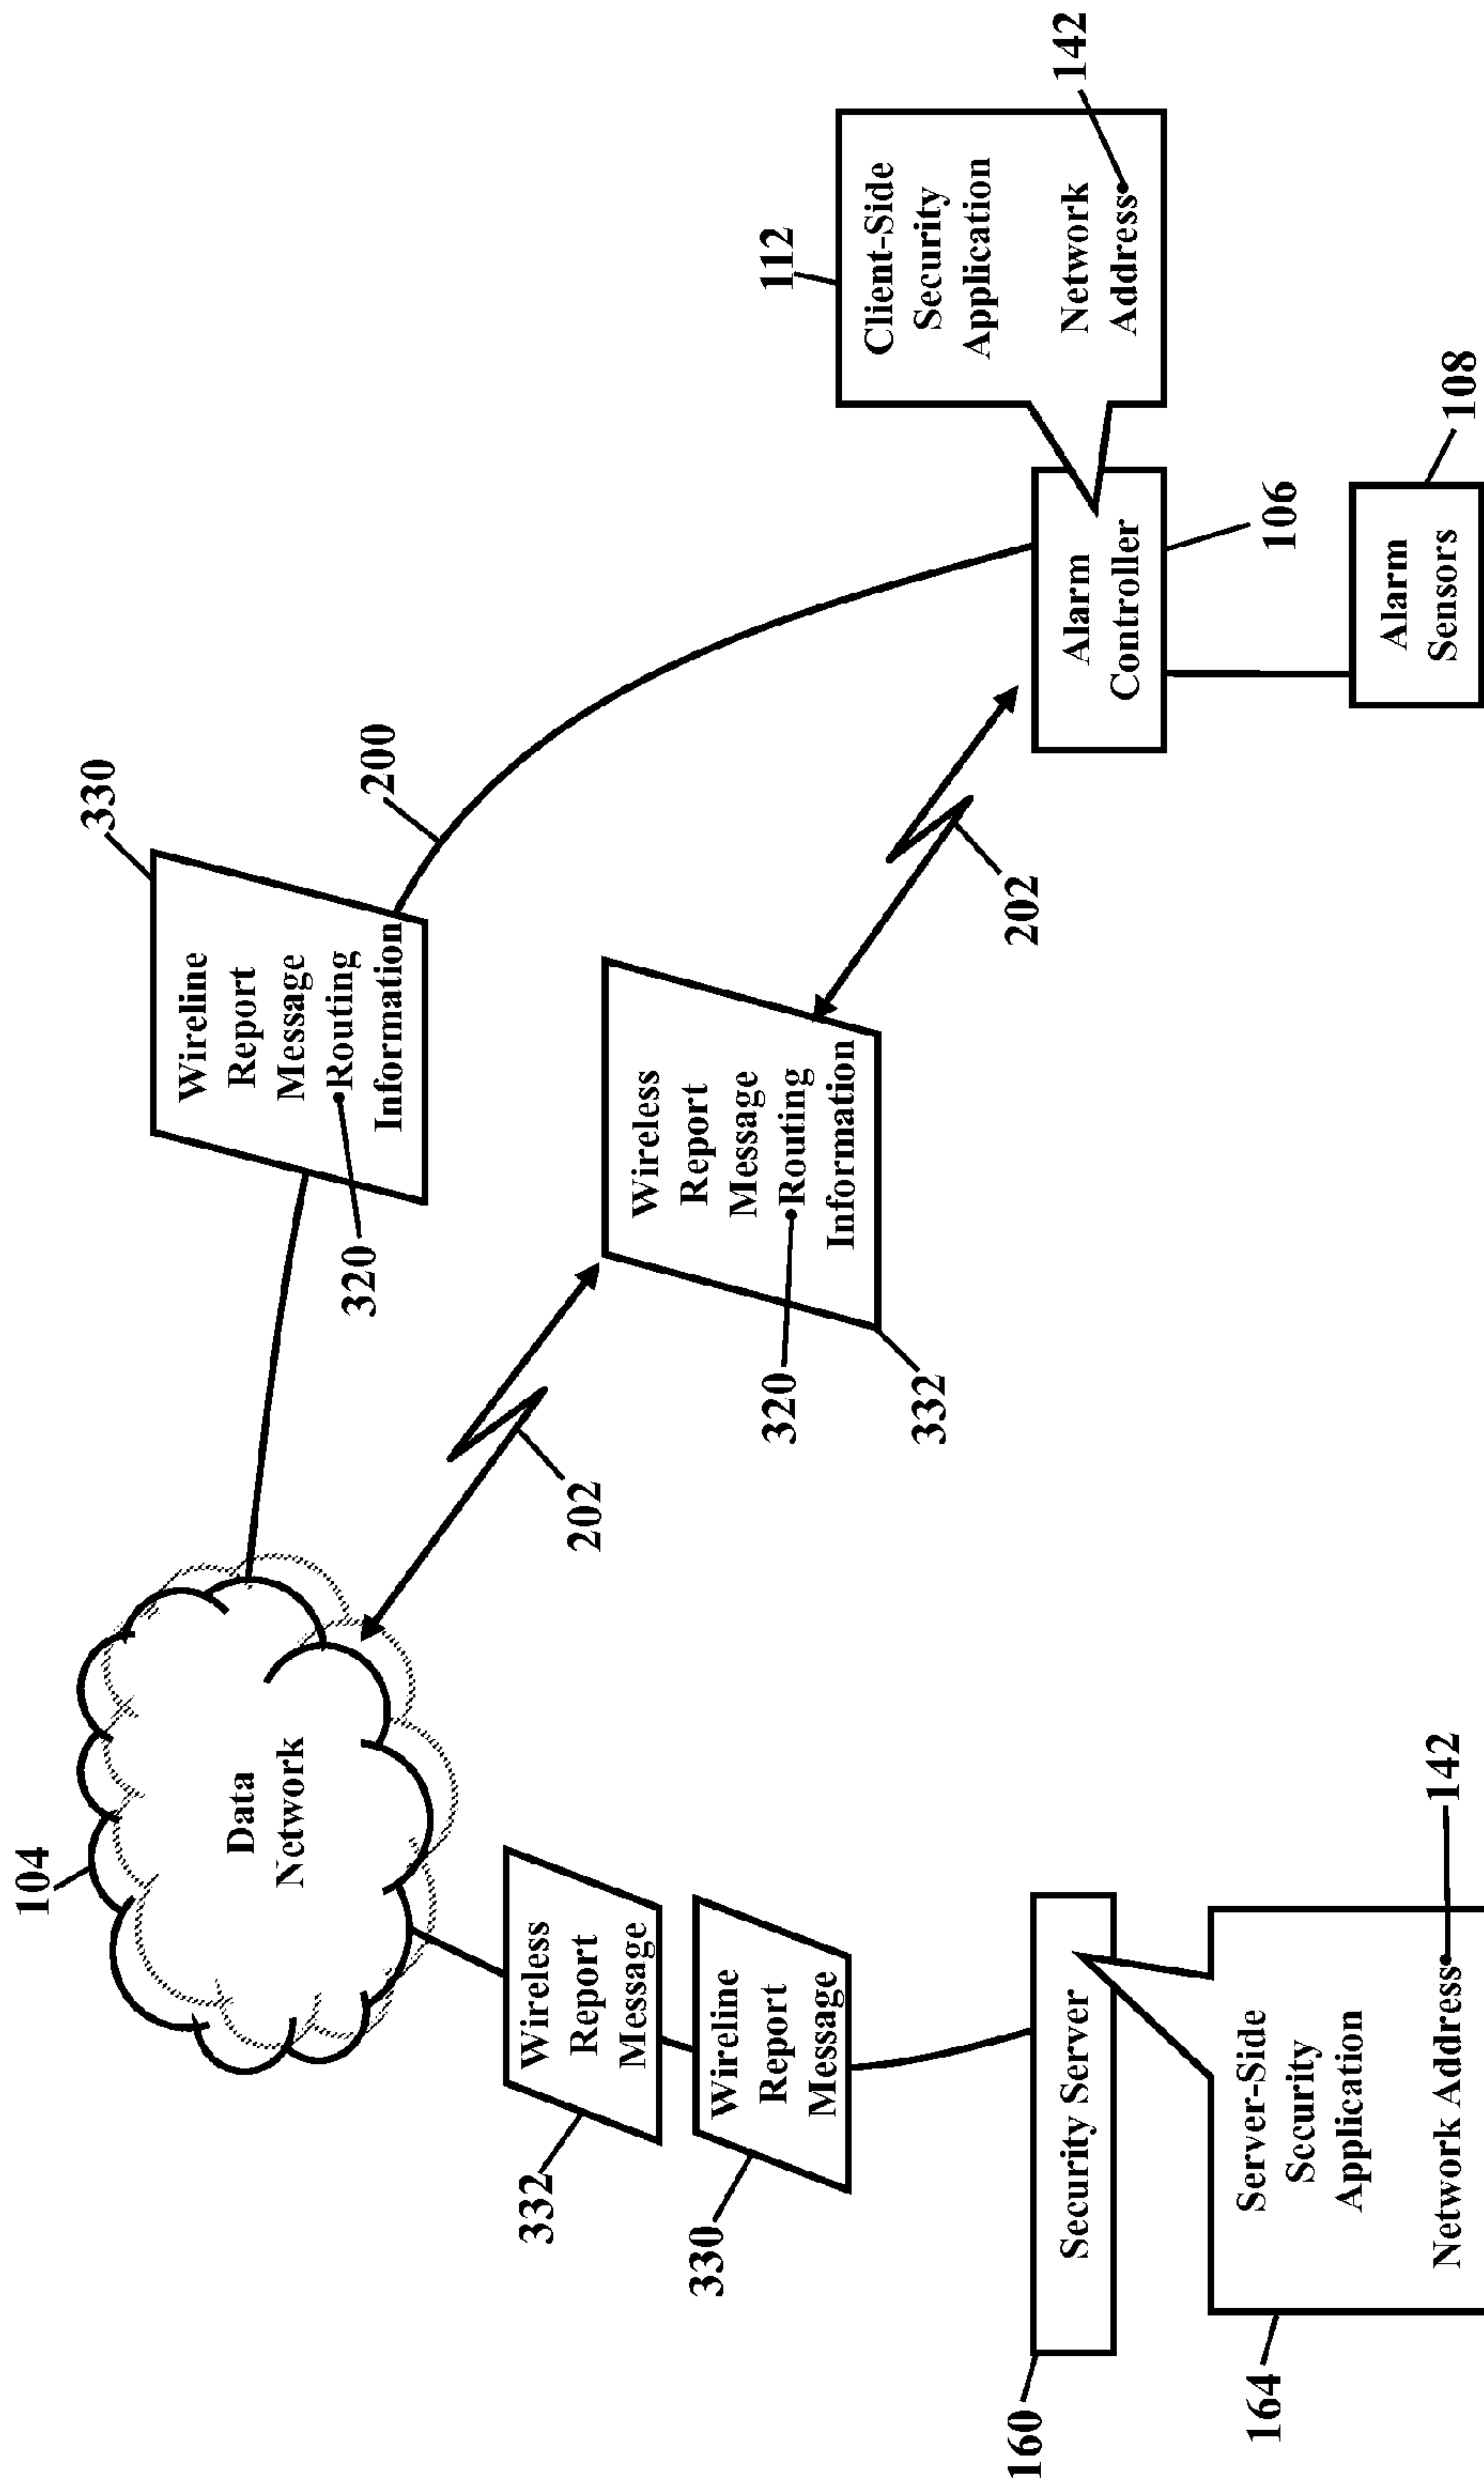 104
Data
Network
330
Wireline
Report
Message
Routing
Information
320
200
202
Wireless
Report
Message
Routing
Information
320
332
202
332
Wireless
Report
Message
330
Wireline
Report
Message
160
Security Server
164
Server-Side
Security
Application
Network Address
142
112
Client-Side
Security
Application
Network
Address
142
Alarm
Controller
106
Alarm
Sensors
108